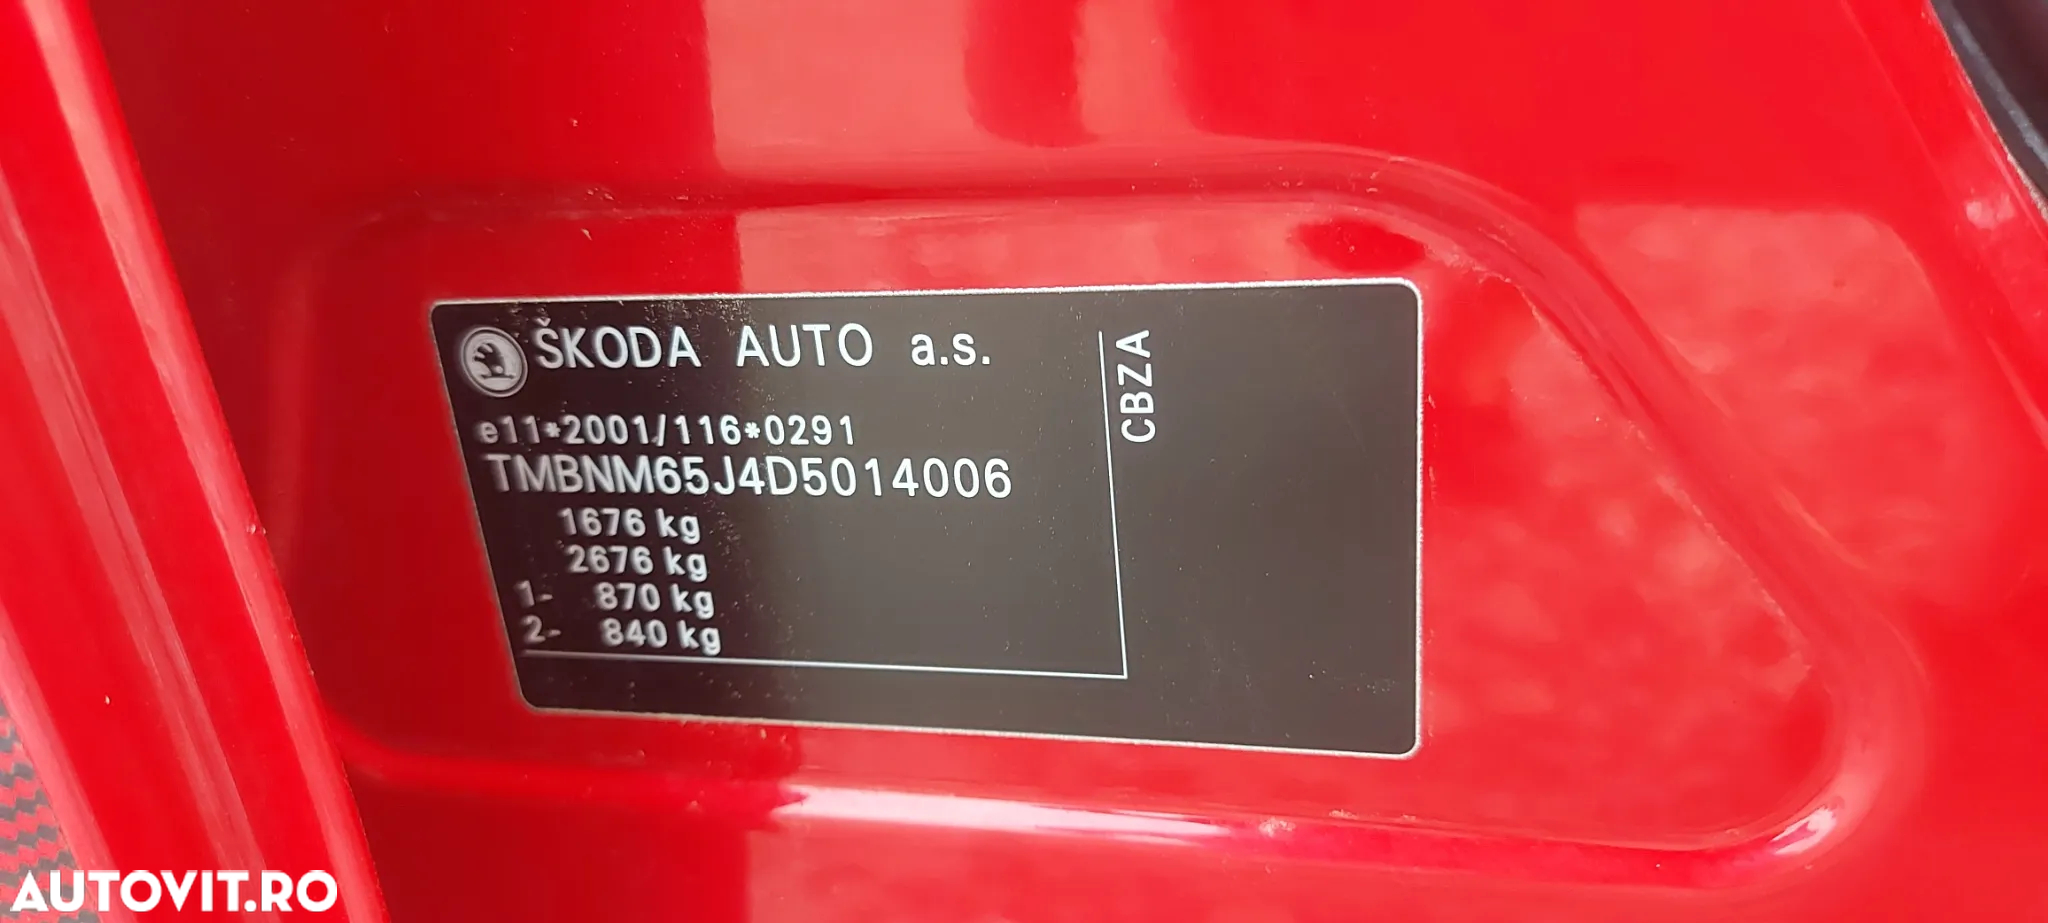 ŠKODA AUTO a.s.
e11*2001/116*0291
TMBNM65J4D5014006
1676 kg
2676 kg
1- 870 kg
2- 840 kg
CBZA
AUTOVIT.RO